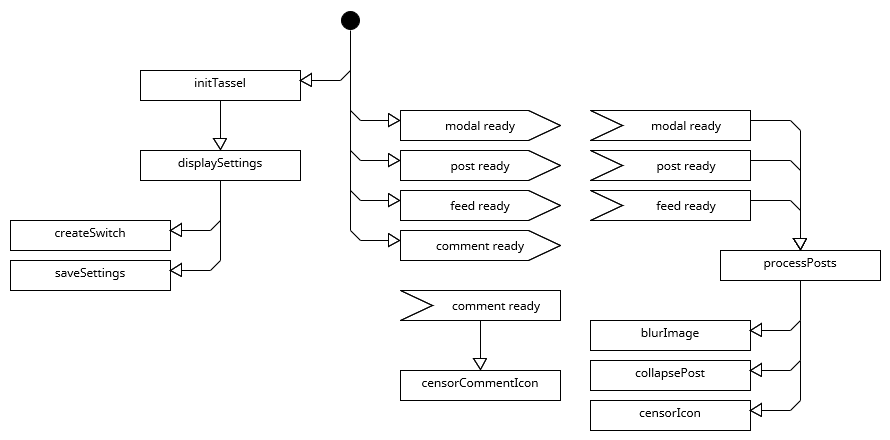 initTassel
modal ready
modal ready
displaySettings
post ready
post ready
feed ready
feed ready
createSwitch
comment ready
saveSettings
processPosts
comment ready
blurImage
censorCommentIcon
collapsePost
censorIcon